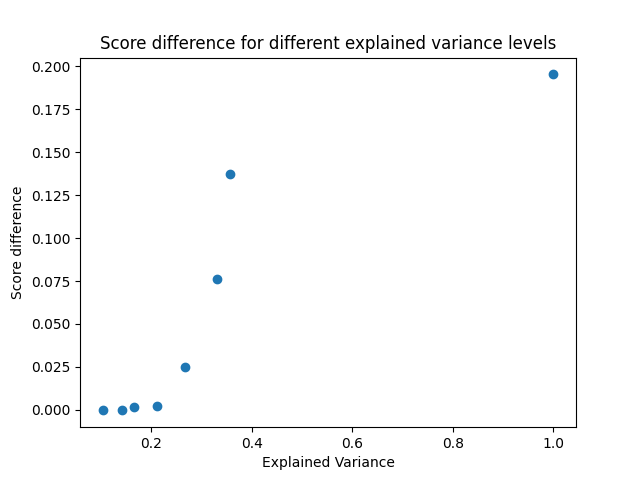 Score difference for different explained variance levels
0.200
0.175
0.150
0.125
0.100
0.075
0.050
0.025
0.000
Score difference
0.2 0.4 0.6 0.8 1.0
Explained Variance